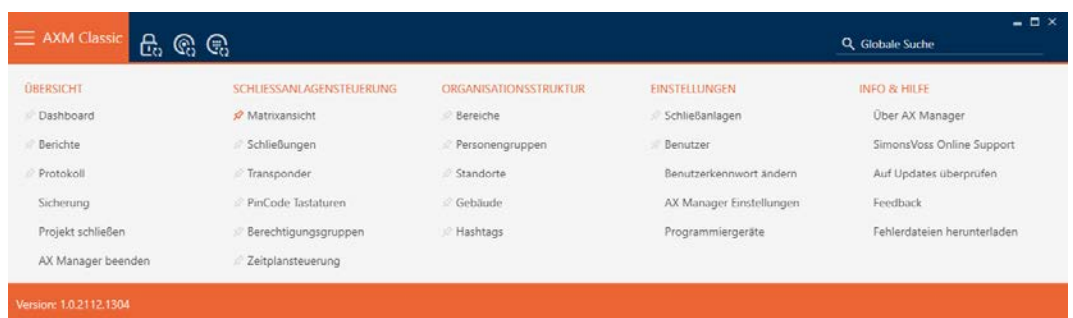 AXM Classic
Globale Suche
ÜBERSICHT
Dashboard
Berichte
Protokoll
Sicherung
Projekt schließen
AX Manager beenden
SCHLIESSANLAGENSTEUERUNG
Matrixansicht
Schließungen
Transponder
PinCode Tastaturen
Berechtigungsgruppen
Zeitplansteuerung
ORGANISATIONSSTRUKTUR
Bereiche
Personengruppen
Standorte
Gebäude
Hashtags
EINSTELLUNGEN
Schließanlagen
Benutzer
Benutzerkennwort ändern
AX Manager Einstellungen
Programmiergeräte
INFO & HILFE
Über AX Manager
SimonsVoss Online Support
Auf Updates überprüfen
Feedback
Fehlerdateien herunterladen
Version: 1.0.2112.1304